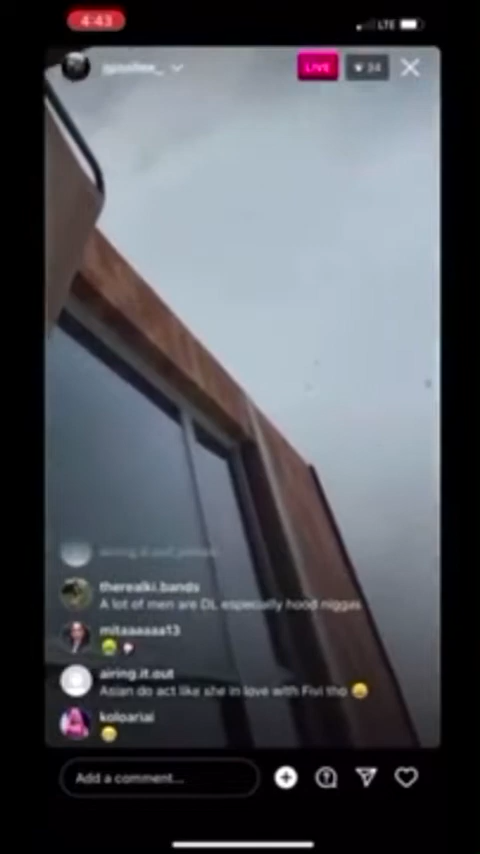 4:43
LTE
LIVE
34
therealki.bands
A lot of men are DL especially hood niggas
mitaaaaaa13
airing.it.out
Asian do act like she in love with Fivi tho 😄
koloariai
😄
Add a comment...